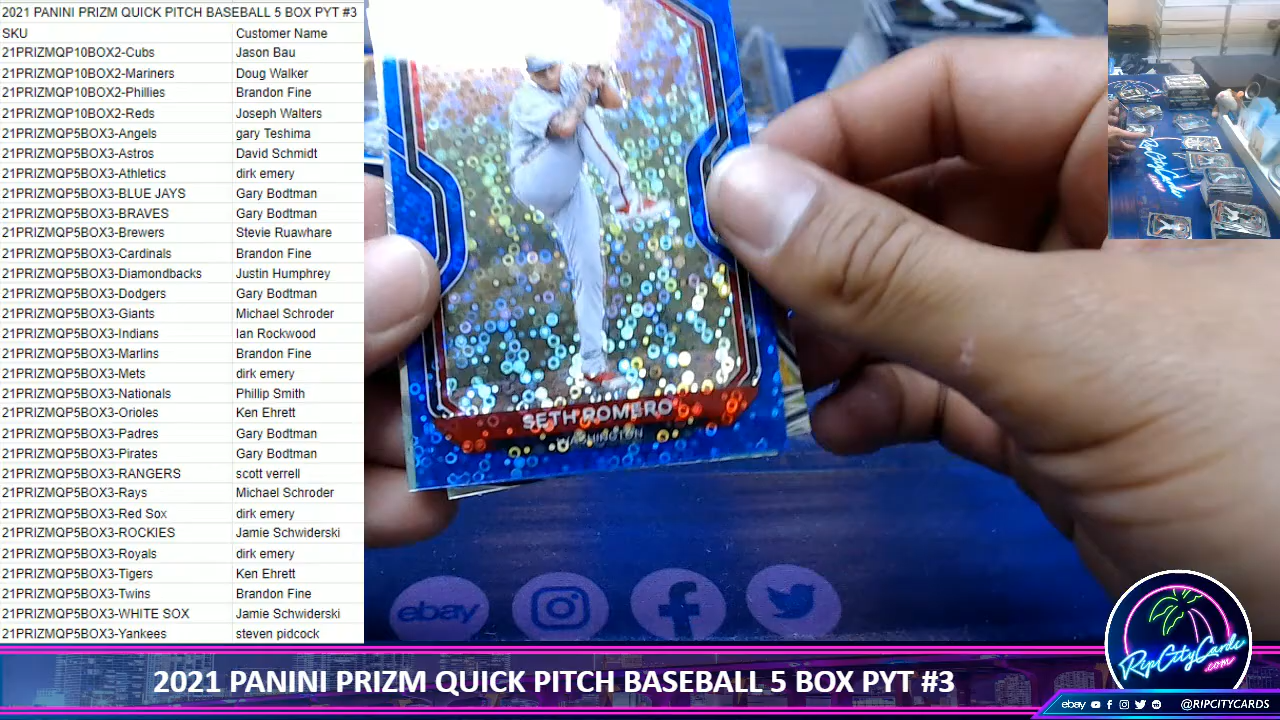 2021 PANINI PRIZM QUICK PITCH BASEBALL 5 BOX PYT #3
SKU Customer Name
21PRIZMQP10BOX2-Cubs Jason Bau
21PRIZMQP10BOX2-Mariners Doug Walker
21PRIZMQP10BOX2-Phillies Brandon Fine
21PRIZMQP10BOX2-Reds Joseph Walters
21PRIZMQP5BOX3-Angels gary Teshima
21PRIZMQP5BOX3-Astros David Schmidt
21PRIZMQP5BOX3-Athletics dirk emery
21PRIZMQP5BOX3-BLUE JAYS Gary Bodtman
21PRIZMQP5BOX3-BRAVES Gary Bodtman
21PRIZMQP5BOX3-Brewers Stevie Ruawhare
21PRIZMQP5BOX3-Cardinals Brandon Fine
21PRIZMQP5BOX3-Diamondbacks Justin Humphrey
21PRIZMQP5BOX3-Dodgers Gary Bodtman
21PRIZMQP5BOX3-Giants Michael Schroder
21PRIZMQP5BOX3-Indians Ian Rockwood
21PRIZMQP5BOX3-Marlins Brandon Fine
21PRIZMQP5BOX3-Mets dirk emery
21PRIZMQP5BOX3-Nationals Phillip Smith
21PRIZMQP5BOX3-Orioles Ken Ehrett
21PRIZMQP5BOX3-Padres Gary Bodtman
21PRIZMQP5BOX3-Pirates Gary Bodtman
21PRIZMQP5BOX3-RANGERS scott verrell
21PRIZMQP5BOX3-Rays Michael Schroder
21PRIZMQP5BOX3-Red Sox dirk emery
21PRIZMQP5BOX3-ROCKIES Jamie Schwiderski
21PRIZMQP5BOX3-Royals dirk emery
21PRIZMQP5BOX3-Tigers Ken Ehrett
21PRIZMQP5BOX3-Twins Brandon Fine
21PRIZMQP5BOX3-WHITE SOX Jamie Schwiderski
21PRIZMQP5BOX3-Yankees steven pidcock
SETH ROMERO
WASHINGTON
ebay
RipCityCards
.com
2021 PANINI PRIZM QUICK PITCH BASEBALL 5 BOX PYT #3
RipCityCards
.com
ebay @RIPCITYCARDS